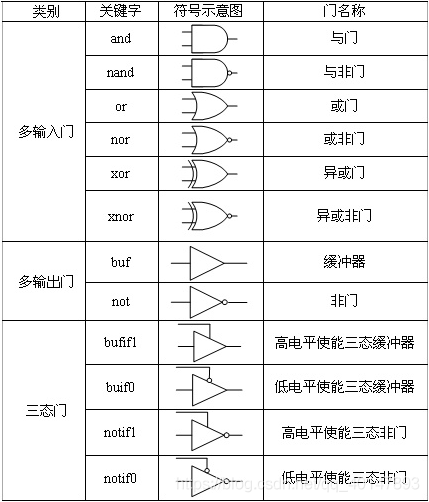 类别 关键字 符号示意图 门名称
多输入门
and 与门
nand 与非门
or 或门
nor 或非门
xor 异或门
xnor 异或非门
多输出门
buf 缓冲器
not 非门
三态门
bufif1 高电平使能三态缓冲器
buif0 低电平使能三态缓冲器
notif1 高电平使能三态非门
notif0 低电平使能三态非门